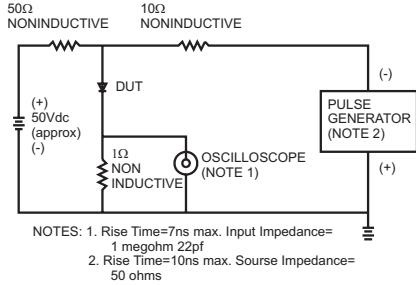 50Ω
NONINDUCTIVE
10Ω
NONINDUCTIVE
DUT
(+)
50Vdc
(approx)
(-)
1Ω
NON
INDUCTIVE
OSCILLOSCOPE
(NOTE 1)
(-)
PULSE
GENERATOR
(NOTE 2)
(+)
NOTES: 1. Rise Time=7ns max. Input Impedance=
1 megohm 22pf
2. Rise Time=10ns max. Sourse Impedance=
50 ohms